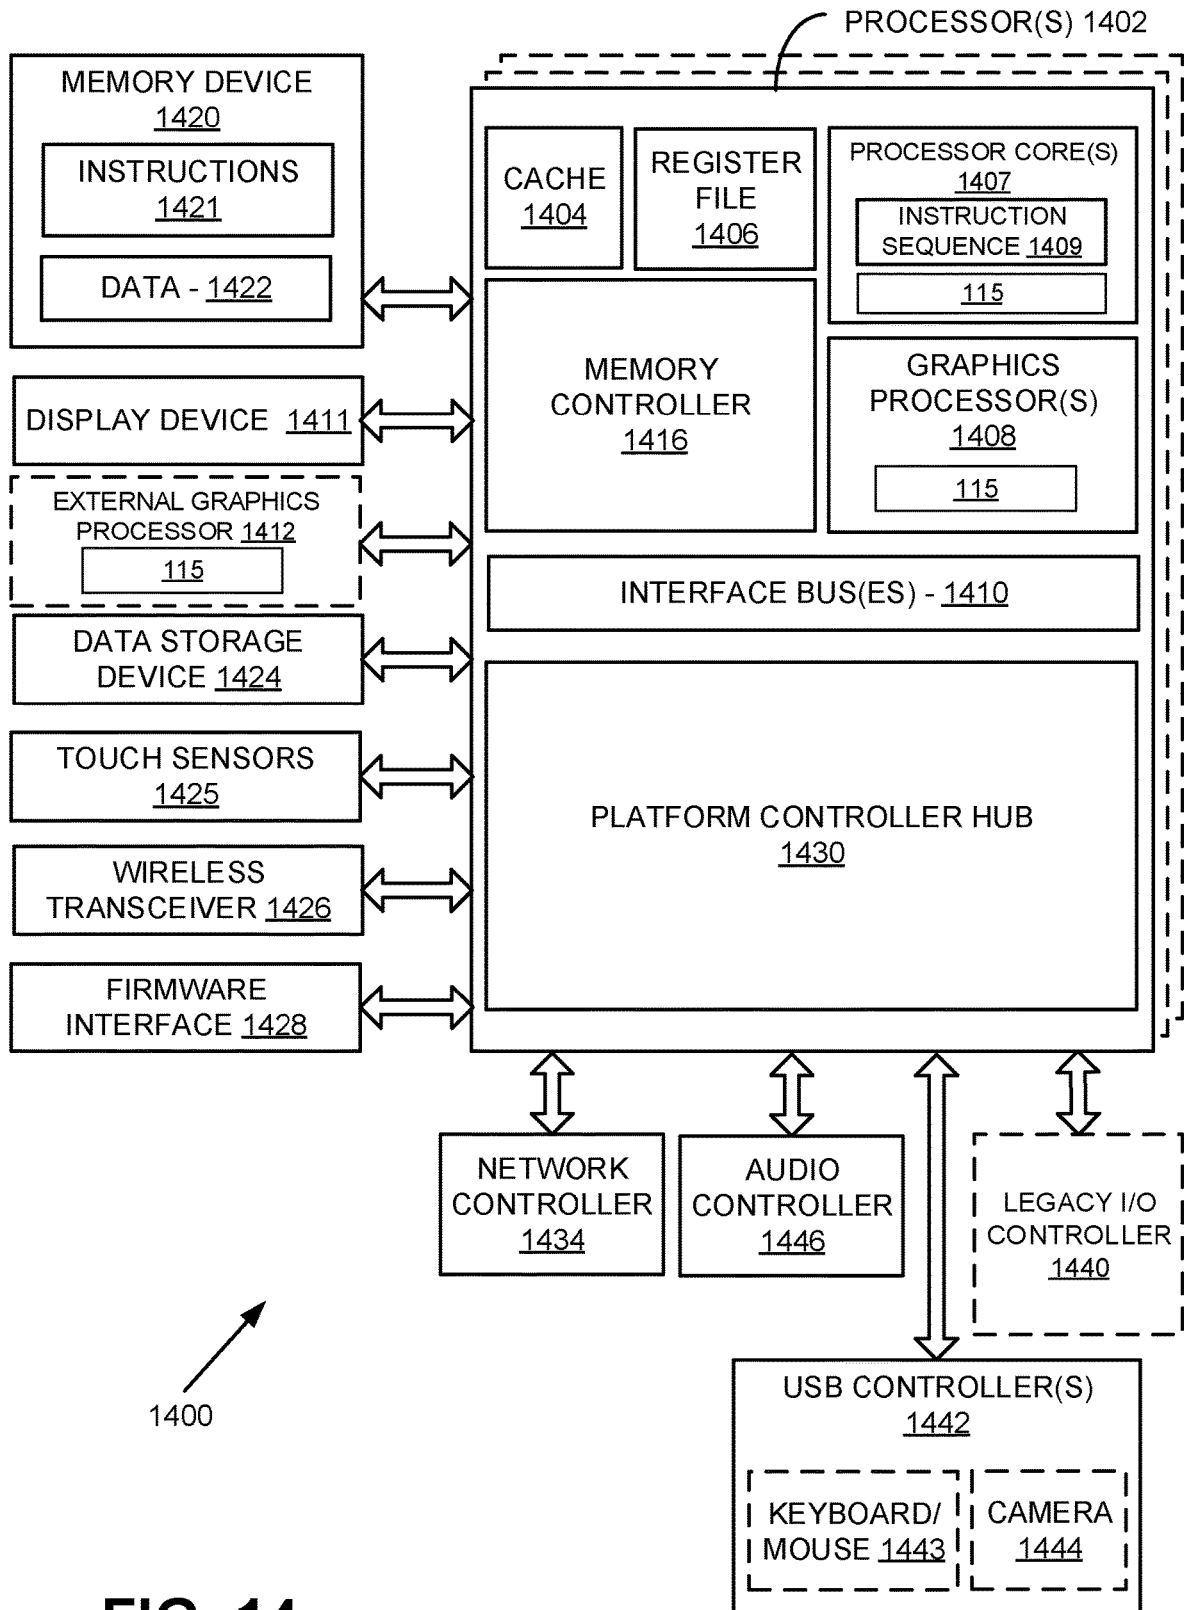 PROCESSOR(S) 1402
MEMORY DEVICE
1420
INSTRUCTIONS
1421
DATA - 1422
DISPLAY DEVICE 1411
EXTERNAL GRAPHICS
PROCESSOR 1412
115
DATA STORAGE
DEVICE 1424
TOUCH SENSORS
1425
WIRELESS
TRANSCEIVER 1426
FIRMWARE
INTERFACE 1428
CACHE
1404
REGISTER
FILE
1406
PROCESSOR CORE(S)
1407
INSTRUCTION
SEQUENCE 1409
115
MEMORY
CONTROLLER
1416
GRAPHICS
PROCESSOR(S)
1408
115
INTERFACE BUS(ES) - 1410
PLATFORM CONTROLLER HUB
1430
NETWORK
CONTROLLER
1434
AUDIO
CONTROLLER
1446
LEGACY I/O
CONTROLLER
1440
1400
USB CONTROLLER(S)
1442
KEYBOARD/
MOUSE 1443
CAMERA
1444
FIG. 14